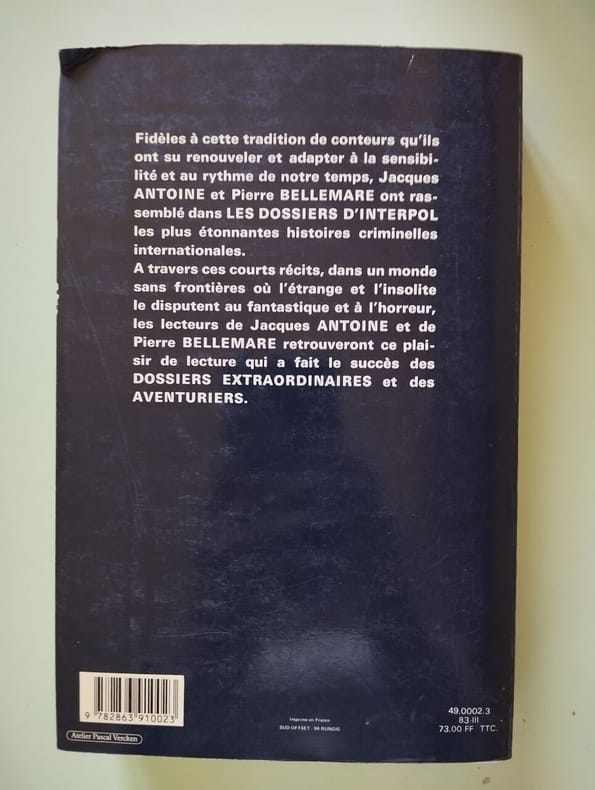 Fidèles à cette tradition de conteurs qu'ils
ont su renouveler et adapter à la sensibi-
lité et au rythme de notre temps, Jacques
ANTOINE et Pierre BELLEMARE ont ras-
semblé dans LES DOSSIERS D'INTERPOL
les plus étonnantes histoires criminelles
internationales.
A travers ces courts récits, dans un monde
sans frontières où l'étrange et l'insolite
le disputent au fantastique et à l'horreur,
les lecteurs de Jacques ANTOINE et de
Pierre BELLEMARE retrouveront ce plai-
sir de lecture qui a fait le succès des
DOSSIERS EXTRAORDINAIRES et des
AVENTURIERS.
9 782863 910023
Atelier Pascal Vercken
Imprimé en France
SUD OFFSET 94 RUNGIS
49.0002.3
83-III
73,00 FF TTC.